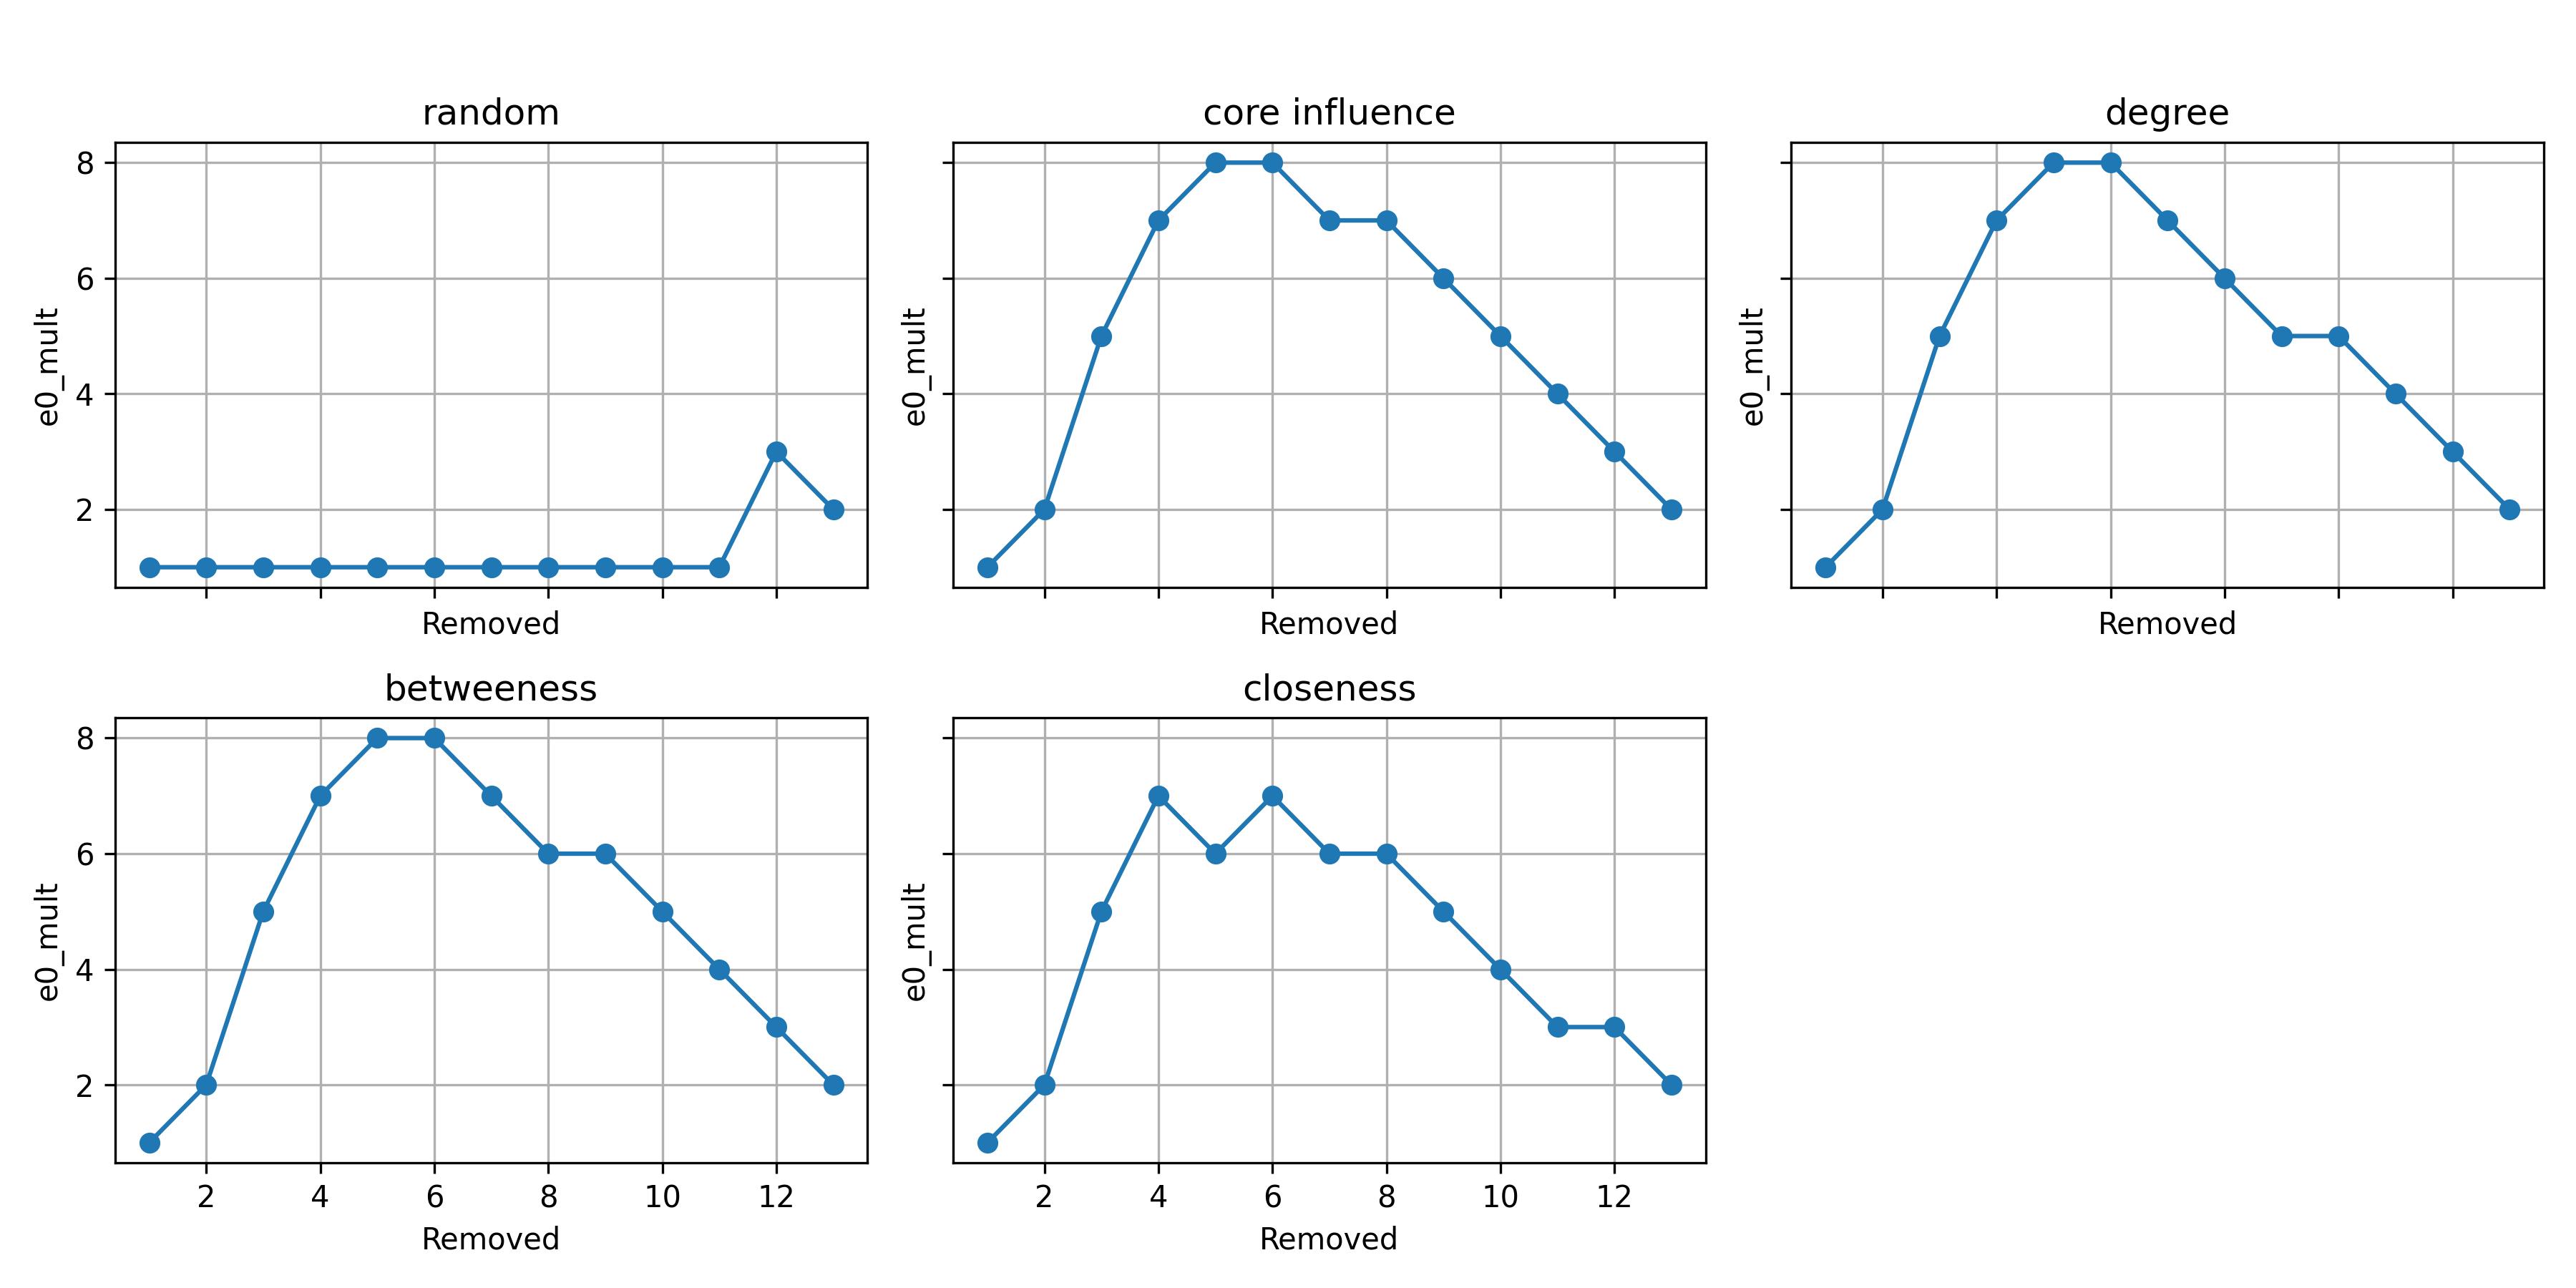 random
core influence
degree
8
6
4
2
e0_mult
e0_mult
e0_mult
Removed
Removed
Removed
betweeness
closeness
8
6
4
2
e0_mult
e0_mult
2 4 6 8 10 12
2 4 6 8 10 12
Removed
Removed